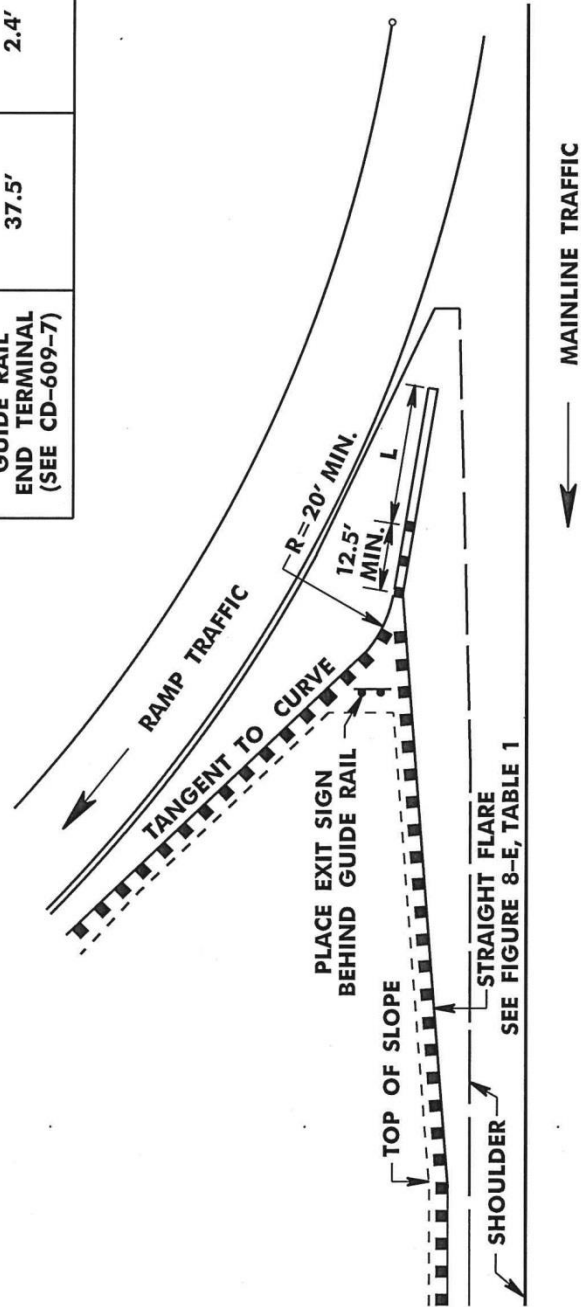 GUIDE RAIL
END TERMINAL
(SEE CD-609-7)
37.5'
2.4'
RAMP TRAFFIC
TANGENT TO CURVE
R = 20' MIN.
12.5'
MIN.
L
PLACE EXIT SIGN
BEHIND GUIDE RAIL
TOP OF SLOPE
STRAIGHT FLARE
SEE FIGURE 8-E, TABLE 1
SHOULDER
MAINLINE TRAFFIC